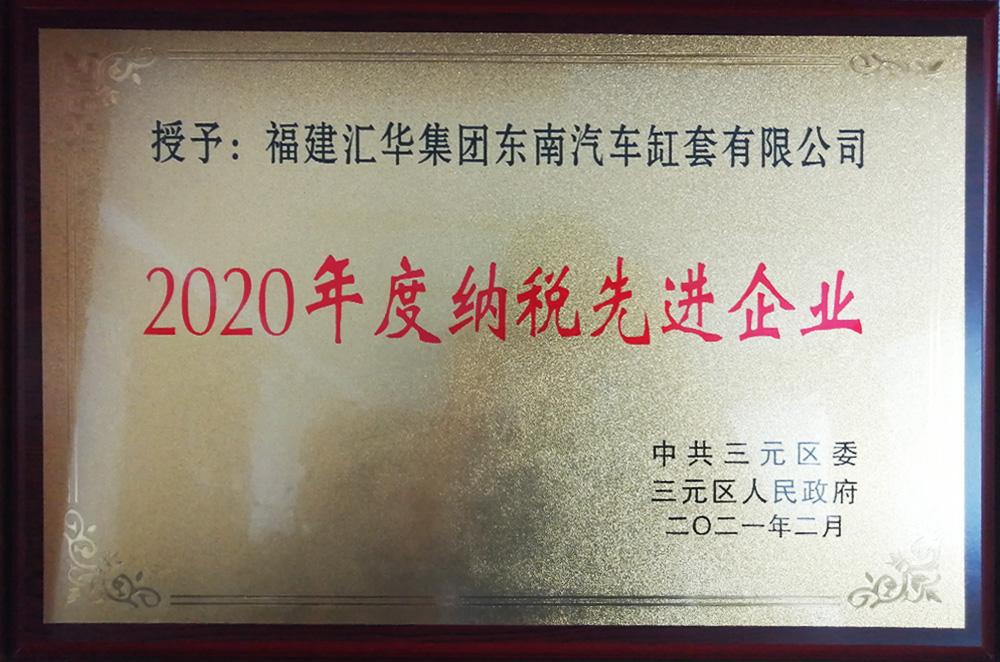 授予：福建汇华集团东南汽车缸套有限公司
2020年度纳税先进企业
中共三元区委
三元区人民政府
二〇二一年二月